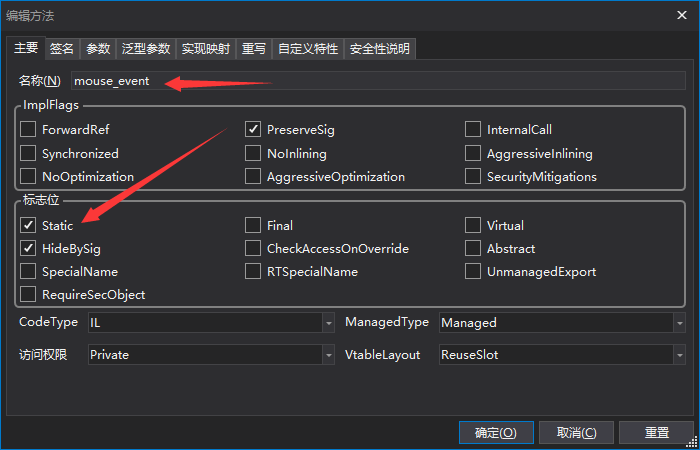 编辑方法
主要 签名 参数 泛型参数 实现映射 重写 自定义特性 安全性说明
名称(N) mouse_event
ImplFlags
ForwardRef PreserveSig InternalCall
Synchronized NoInlining AggressiveInlining
NoOptimization AggressiveOptimization SecurityMitigations
标志位
Static Final Virtual
HideBySig CheckAccessOnOverride Abstract
SpecialName RTSpecialName UnmanagedExport
RequireSecObject
CodeType IL ManagedType Managed
访问权限 Private VtableLayout ReuseSlot
确定(O) 取消(C) 重置